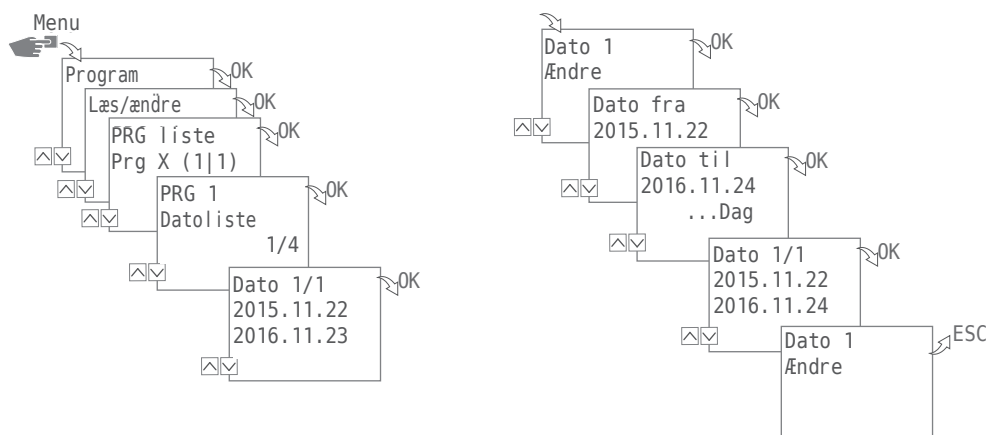 Menu
Program
OK
Læs/ændre
OK
PRG líste
Prg X (1|1)
OK
PRG 1
Datoliste
1/4
OK
Dato 1/1
2015.11.22
2016.11.23
OK
Dato 1
Ændre
OK
Dato fra
2015.11.22
OK
Dato til
2016.11.24
...Dag
OK
Dato 1/1
2015.11.22
2016.11.24
OK
Dato 1
Ændre
ESC